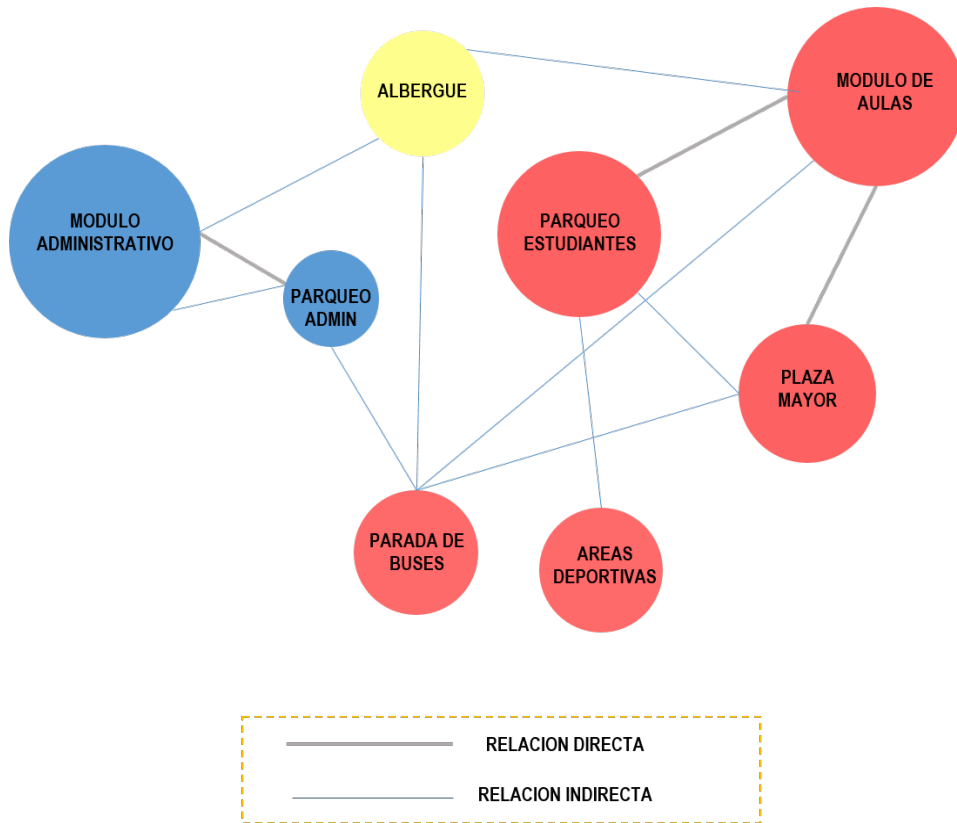 ALBERGUE
MODULO DE
AULAS
MODULO
ADMINISTRATIVO
PARQUEO
ESTUDIANTES
PARQUEO
ADMIN
PLAZA
MAYOR
PARADA DE
BUSES
AREAS
DEPORTIVAS
RELACION DIRECTA
RELACION INDIRECTA